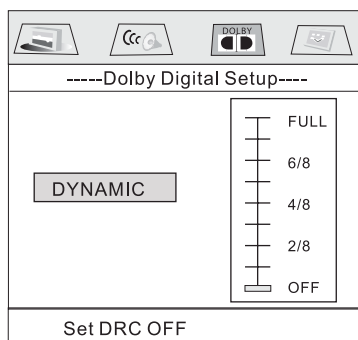 DOLBY
-----Dolby Digital Setup----
FULL
6/8
DYNAMIC
4/8
2/8
OFF
Set DRC OFF